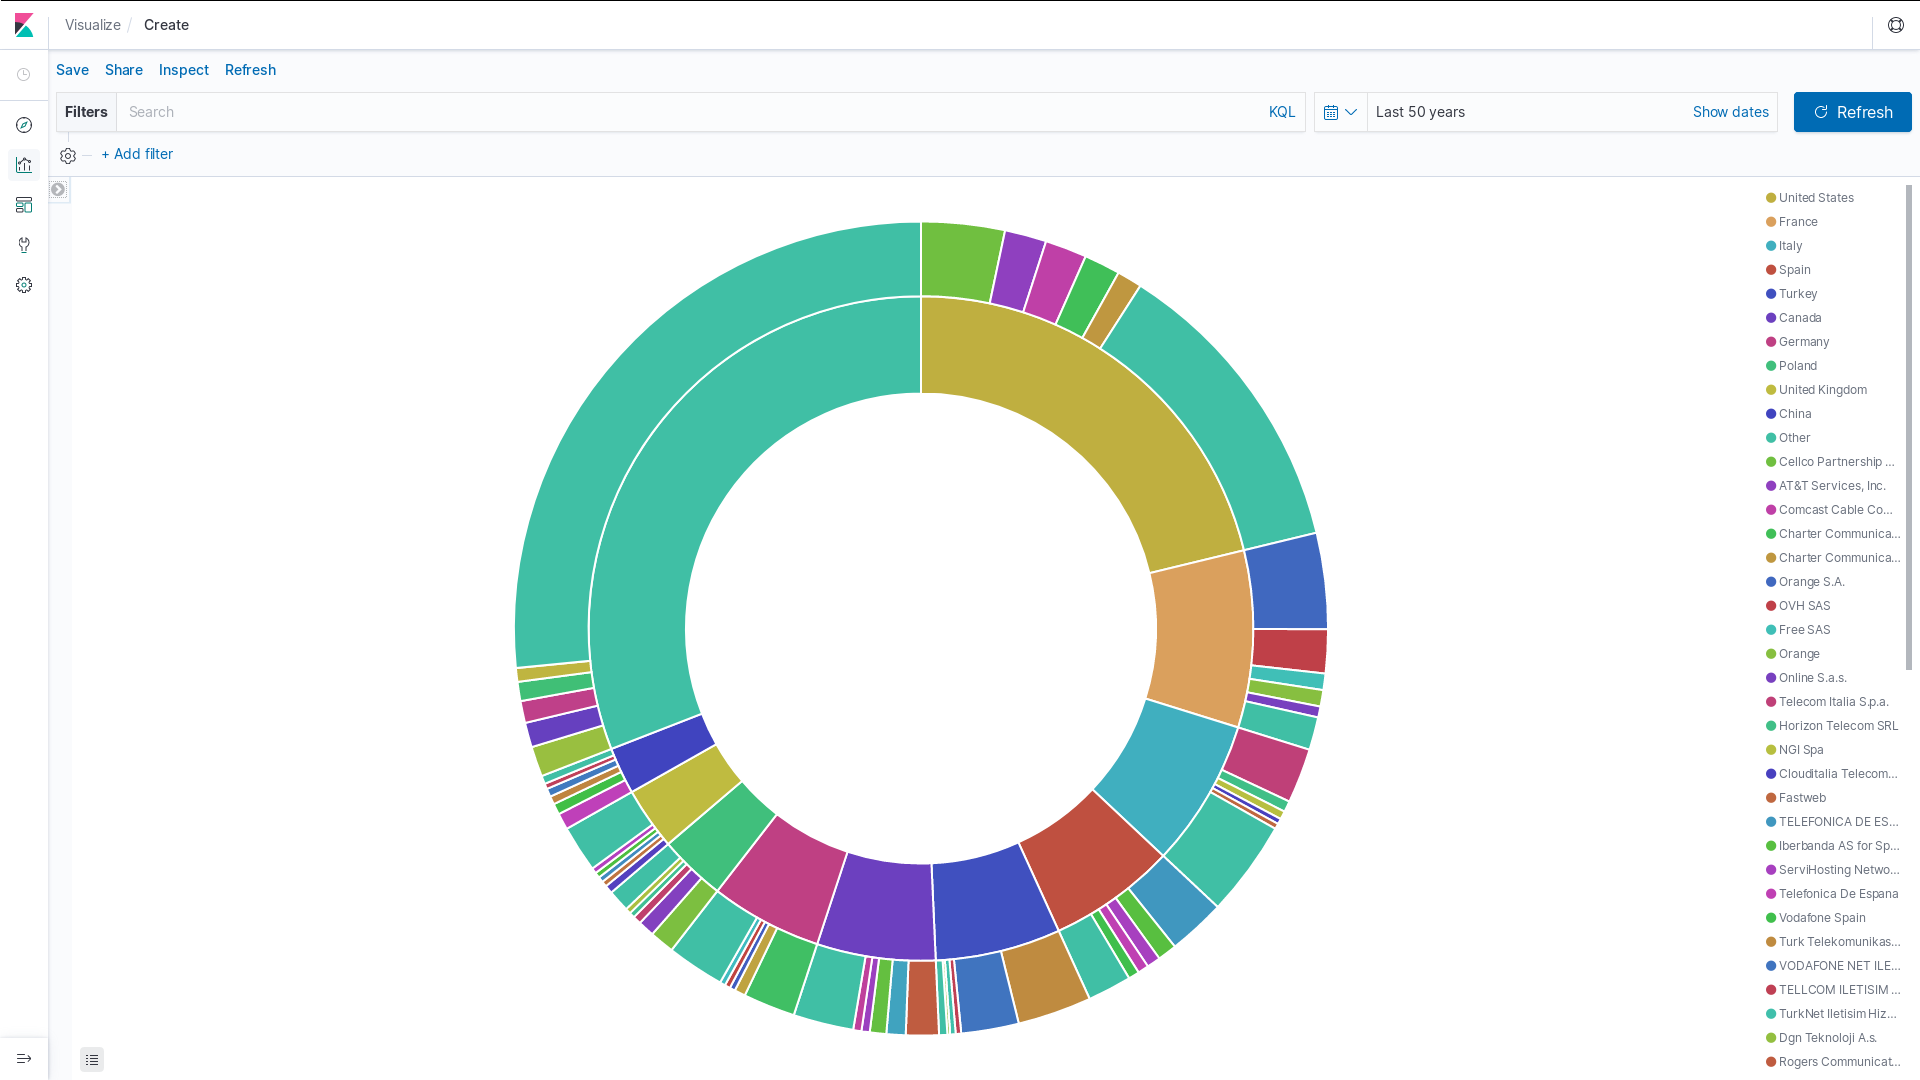 Visualize / Create
Save Share Inspect Refresh
Filters Search KQL Last 50 years Show dates Refresh
+ Add filter
United States
France
Italy
Spain
Turkey
Canada
Germany
Poland
United Kingdom
China
Other
Cellco Partnership ...
AT&T Services, Inc.
Comcast Cable Co...
Charter Communica...
Charter Communica...
Orange S.A.
OVH SAS
Free SAS
Orange
Online S.a.s.
Telecom Italia S.p.a.
Horizon Telecom SRL
NGI Spa
Clouditalia Telecom...
Fastweb
TELEFONICA DE ES...
Iberbanda AS for Sp...
ServiHosting Netwo...
Telefonica De Espana
Vodafone Spain
Turk Telekomunikas...
VODAFONE NET ILE...
TELLCOM ILETISIM ...
TurkNet Iletisim Hiz...
Dgn Teknoloji A.s.
Rogers Communicat...